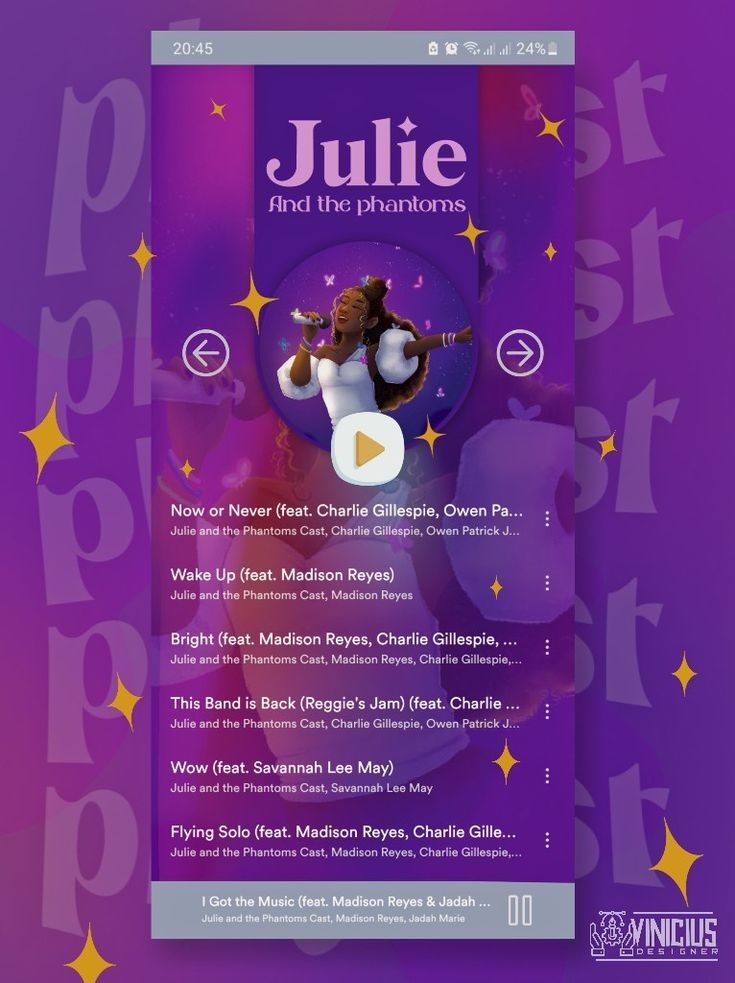 20:45
24%
Julie
And the phantoms
Now or Never (feat. Charlie Gillespie, Owen Pa...
Julie and the Phantoms Cast, Charlie Gillespie, Owen Patrick J...
Wake Up (feat. Madison Reyes)
Julie and the Phantoms Cast, Madison Reyes
Bright (feat. Madison Reyes, Charlie Gillespie, ...
Julie and the Phantoms Cast, Madison Reyes, Charlie Gillespie,...
This Band is Back (Reggie's Jam) (feat. Charlie ...
Julie and the Phantoms Cast, Charlie Gillespie, Owen Patrick J...
Wow (feat. Savannah Lee May)
Julie and the Phantoms Cast, Savannah Lee May
Flying Solo (feat. Madison Reyes, Charlie Gille...
Julie and the Phantoms Cast, Madison Reyes, Charlie Gillespie,...
I Got the Music (feat. Madison Reyes & Jadah ...
Julie and the Phantoms Cast, Madison Reyes, Jadah Marie
VINICIUS
DESIGNER